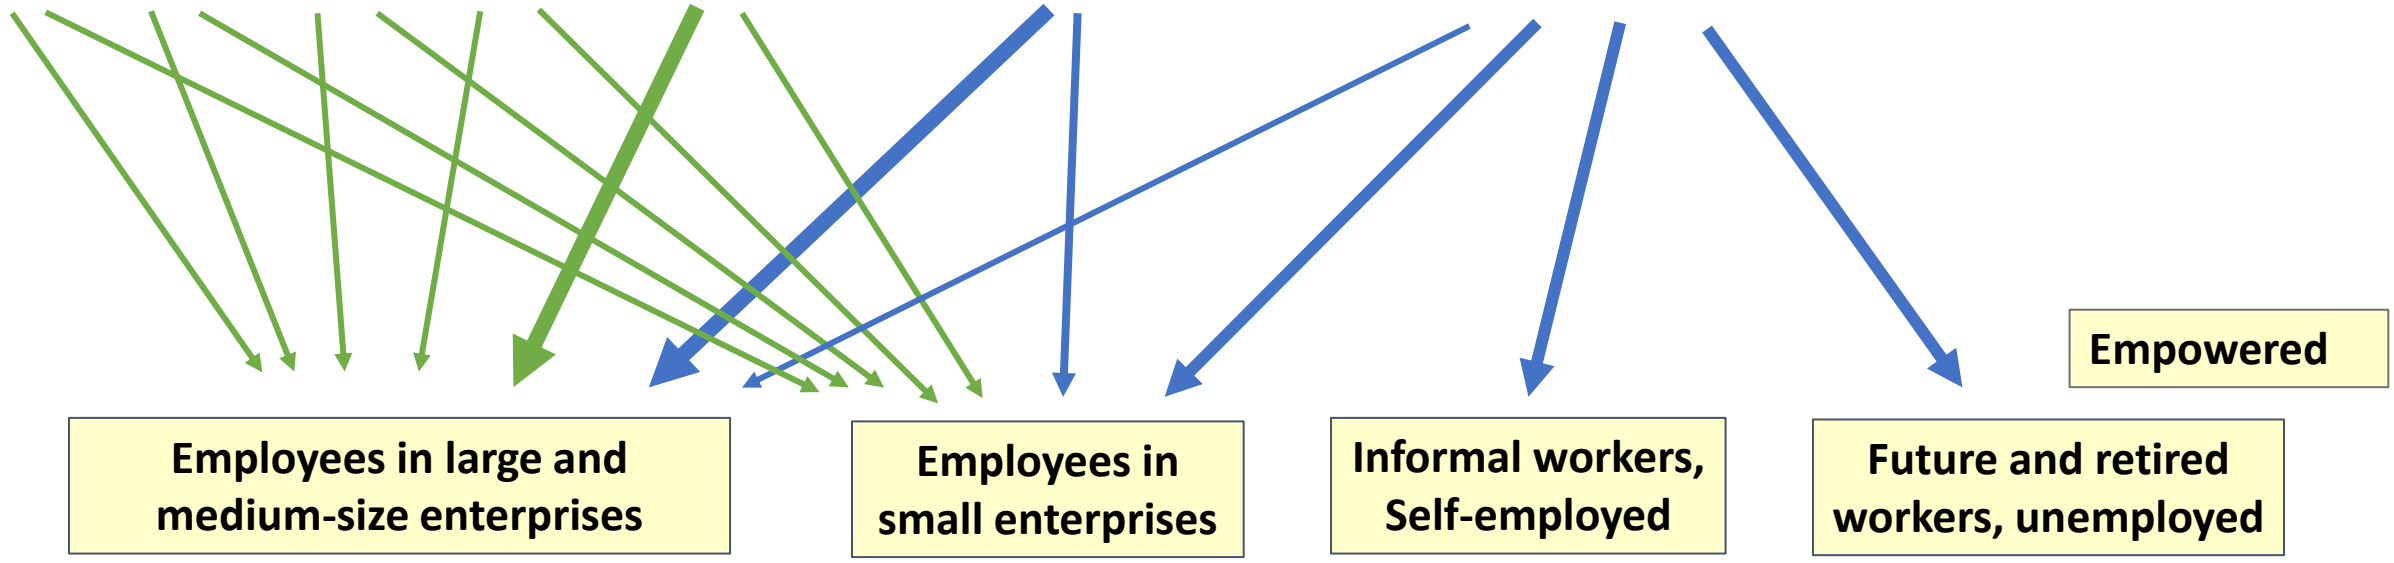 Empowered
Employees in large and
medium-size enterprises
Employees in
small enterprises
Informal workers,
Self-employed
Future and retired
workers, unemployed